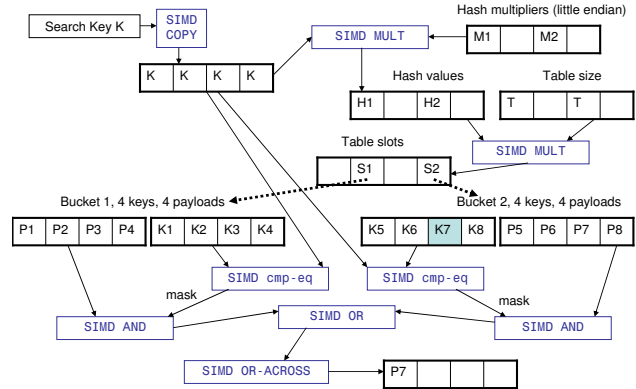 Search Key K
SIMD
COPY
Hash multipliers (little endian)
SIMD MULT
M1 M2
K K K K
Hash values
Table size
H1 H2
T T
SIMD MULT
Table slots
S1 S2
Bucket 1, 4 keys, 4 payloads
Bucket 2, 4 keys, 4 payloads
P1 P2 P3 P4
K1 K2 K3 K4
K5 K6 K7 K8
P5 P6 P7 P8
SIMD cmp-eq
SIMD cmp-eq
mask
mask
SIMD AND
SIMD OR
SIMD AND
SIMD OR-ACROSS
P7